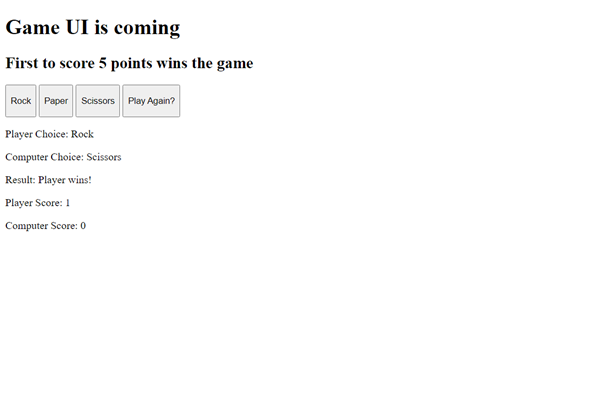 Game UI is coming
First to score 5 points wins the game
Rock Paper Scissors Play Again?
Player Choice: Rock
Computer Choice: Scissors
Result: Player wins!
Player Score: 1
Computer Score: 0